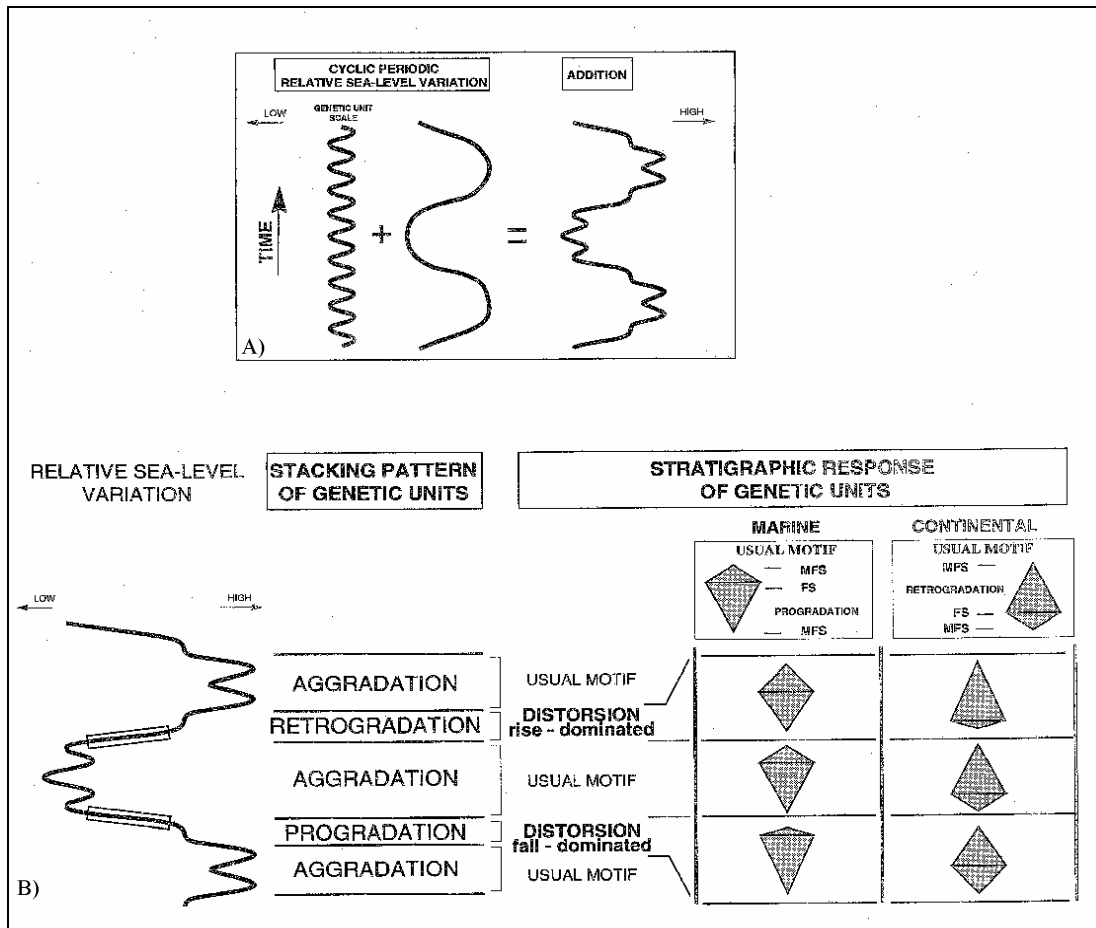 CYCLIC PERIODIC
RELATIVE SEA-LEVEL VARIATION
ADDITION
LOW
GENETIC UNIT
SCALE
HIGH
TIME
+
=
A)
RELATIVE SEA-LEVEL
VARIATION
STACKING PATTERN
OF GENETIC UNITS
STRATIGRAPHIC RESPONSE
OF GENETIC UNITS
MARINE
CONTINENTAL
USUAL MOTIF
MFS
FS
PROGRADATION
MFS
USUAL MOTIF
MFS
RETROGRADATION
FS
MFS
LOW
HIGH
AGGRADATION
USUAL MOTIF
RETROGRADATION
DISTORSION
rise - dominated
AGGRADATION
USUAL MOTIF
PROGRADATION
DISTORSION
fall - dominated
AGGRADATION
USUAL MOTIF
B)